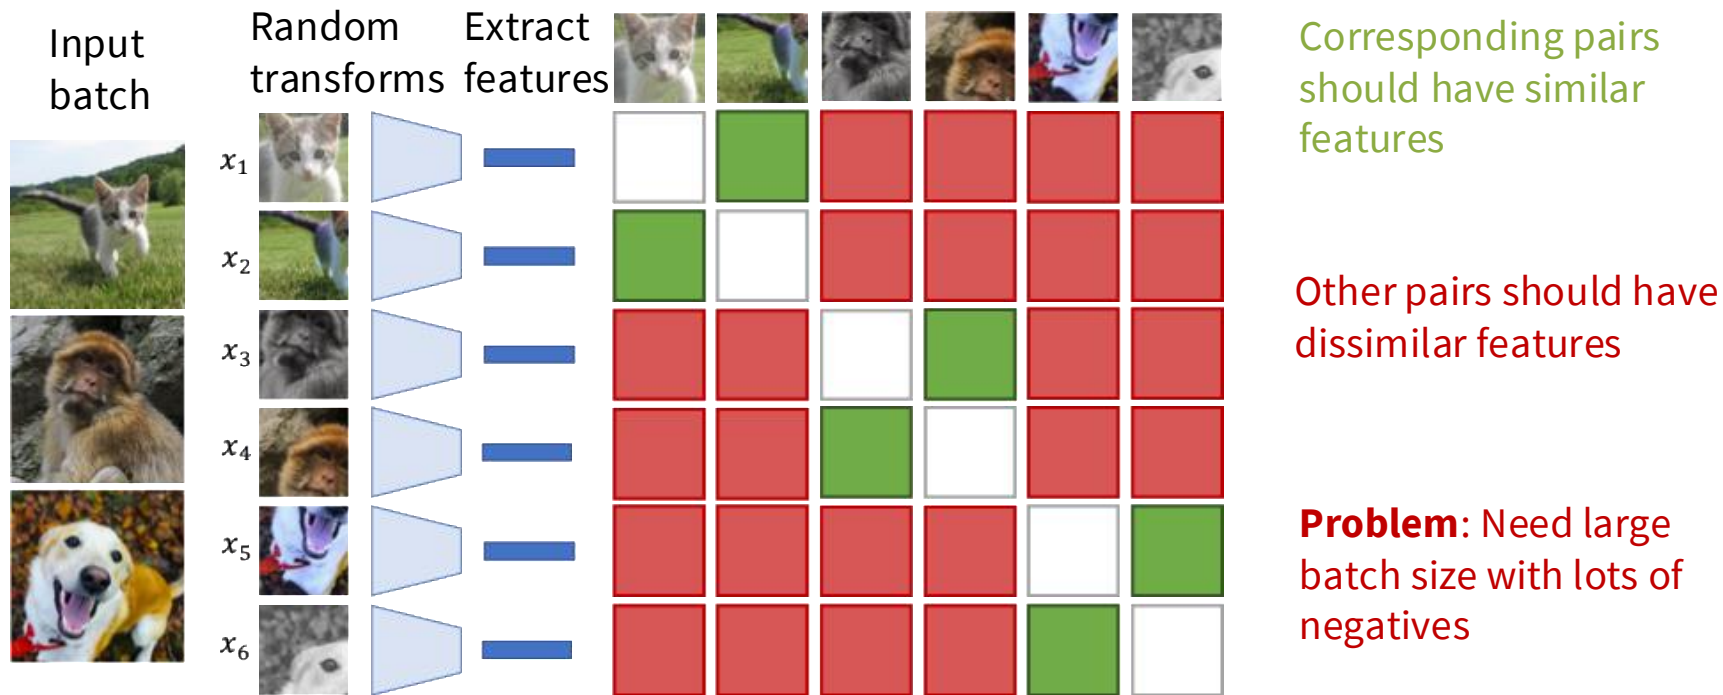 Input
batch
Random
transforms
Extract
features
x₁
x₂
x₃
x₄
x₅
x₆
Corresponding pairs
should have similar
features
Other pairs should have
dissimilar features
Problem: Need large
batch size with lots of
negatives